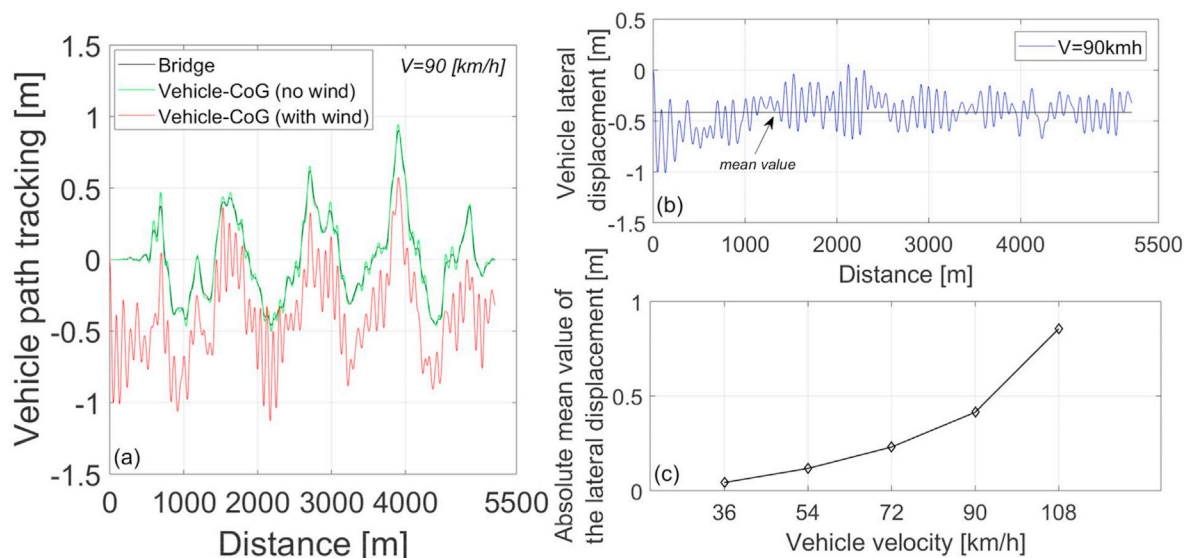 1.5
1
0.5
0
-0.5
-1
-1.5
Vehicle path tracking [m]
Bridge
Vehicle-CoG (no wind)
Vehicle-CoG (with wind)
V=90 [km/h]
(a)
0 1000 2000 3000 4000 5500
Distance [m]
0.5
0
-0.5
-1
-1.5
Vehicle lateral
displacement [m]
V=90kmh
mean value
(b)
0 1000 2000 3000 4000 5500
Distance [m]
1
0.5
0
Absolute mean value of
the lateral displacement [m]
(c)
36 54 72 90 108
Vehicle velocity [km/h]